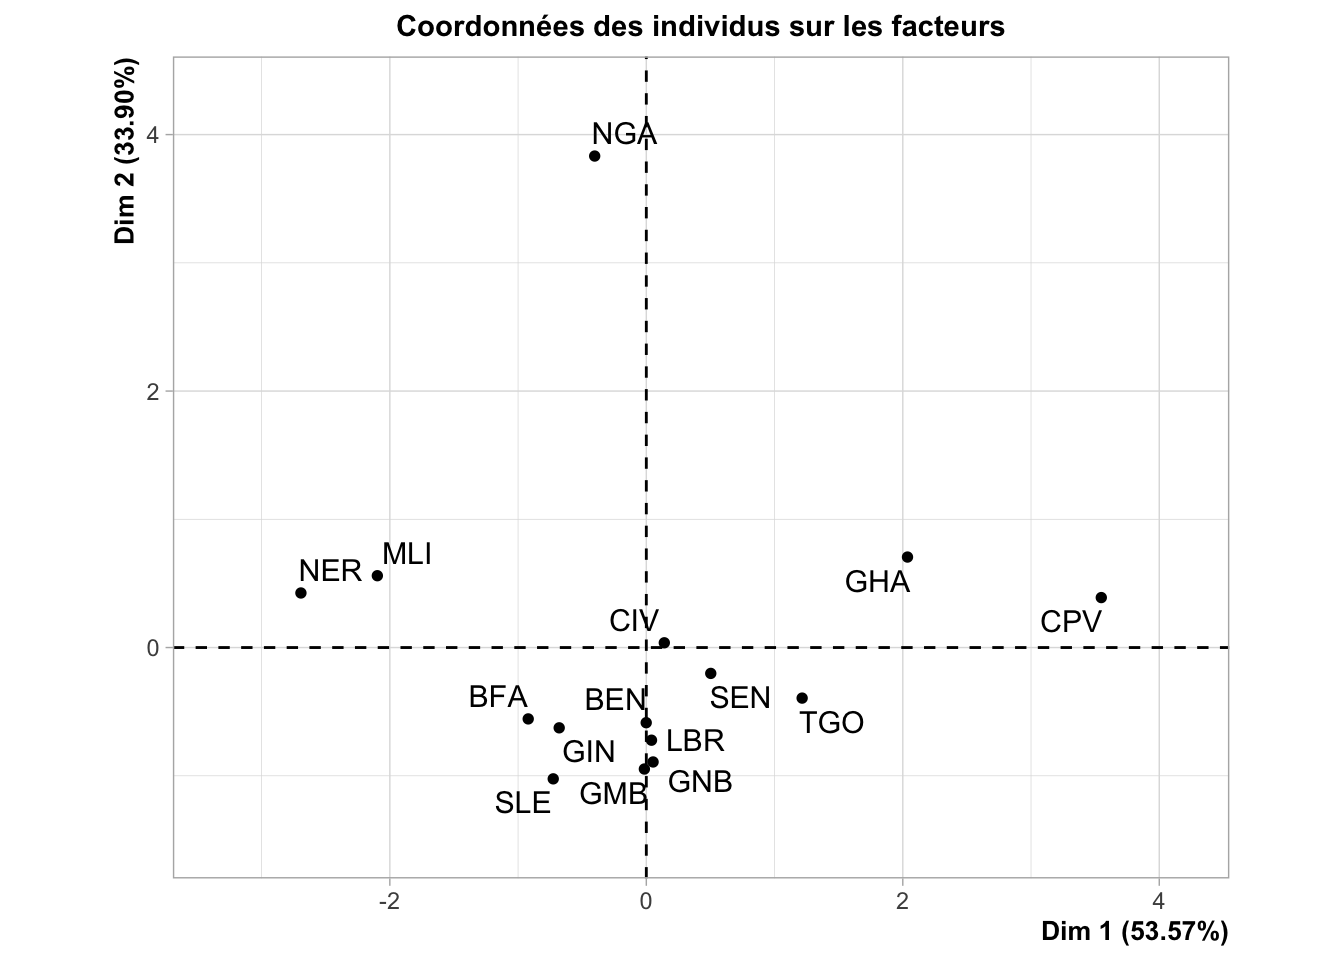 Coordonnées des individus sur les facteurs
Dim 2 (33.90%)
4
2
0
NGA
NER
MLI
GHA
CPV
CIV
SEN
TGO
BFA
BEN
GIN
LBR
SLE
GMB
GNB
-2
0
2
4
Dim 1 (53.57%)